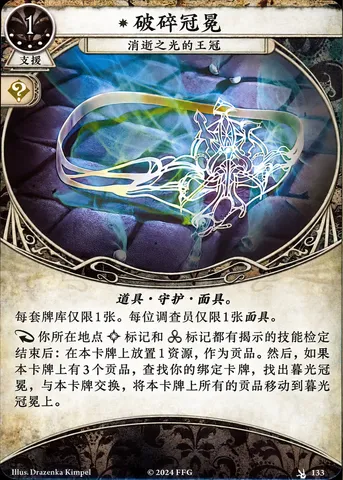 1
✷破碎冠冕
消逝之光的王冠
支援
道具・守护・面具。
每套牌库仅限1张。每位调查员仅限1张面具。
你所在地点标记和标记都有揭示的技能检定
结束后：在本卡牌上放置1资源，作为贡品。然后，如果
本卡牌上有3个贡品，查找你的绑定卡牌，找出暮光冠
冕，与本卡牌交换，将本卡牌上所有的贡品移动到暮光
冠冕上。
Illus. Drazenka Kimpel
© 2024 FFG
133